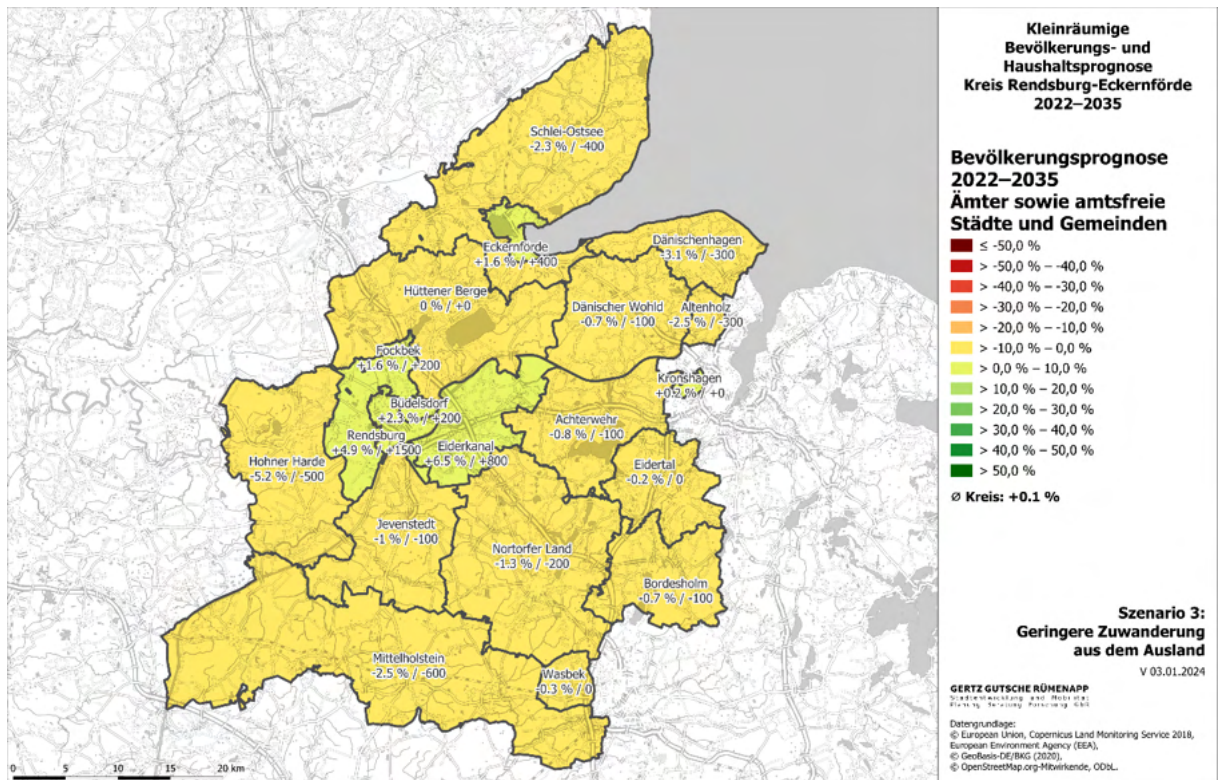 Schlei-Ostsee
-2.3 % / -400
Eckernförde
+1.6 % / +400
Dänischenhagen
-3.1 % / -300
Hüttener Berge
0 % / +0
Dänischer Wohld
-0.7 % / -100
Altenholz
-2.5 % / -300
Fockbek
+1.6 % / +200
Kronshagen
+0.2 % / +0
Büdelsdorf
+2.3 % / +200
Achterwehr
-0.8 % / -100
Rendsburg
+4.9 % / +1500
Eiderkanal
+6.5 % / +800
Hohner Harde
-5.2 % / -500
Eidertal
-0.2 % / 0
Jevenstedt
-1 % / -100
Nortorfer Land
-1.3 % / -200
Bordesholm
-0.7 % / -100
Mittelholstein
-2.5 % / -600
Wasbek
-0.3 % / 0
0 5 10 15 20 km
Kleinräumige
Bevölkerungs- und
Haushaltsprognose
Kreis Rendsburg-Eckernförde
2022–2035
Bevölkerungsprognose
2022–2035
Ämter sowie amtsfreie
Städte und Gemeinden
≤ -50,0 %
> -50,0 % – -40,0 %
> -40,0 % – -30,0 %
> -30,0 % – -20,0 %
> -20,0 % – -10,0 %
> -10,0 % – 0,0 %
> 0,0 % – 10,0 %
> 10,0 % – 20,0 %
> 20,0 % – 30,0 %
> 30,0 % – 40,0 %
> 40,0 % – 50,0 %
> 50,0 %
Ø Kreis: +0.1 %
Szenario 3:
Geringere Zuwanderung
aus dem Ausland
V 03.01.2024
GERTZ GUTSCHE RÜMENAPP
Stadtentwicklung und Mobilität
Planung Beratung Forschung GbR
Datengrundlage:
© European Union, Copernicus Land Monitoring Service 2018,
European Environment Agency (EEA),
© GeoBasis-DE/BKG (2020),
© OpenStreetMap.org-Mitwirkende, ODbL.